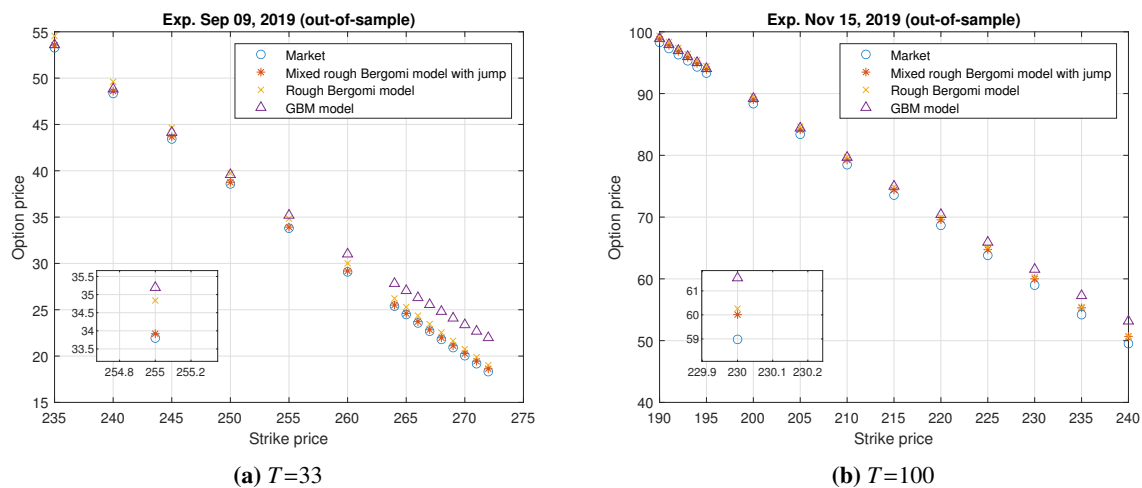 Exp. Sep 09, 2019 (out-of-sample)
Option price
55
50
45
40
35
30
25
20
15
Market
Mixed rough Bergomi model with jump
Rough Bergomi model
GBM model
35.5
35
34.5
34
33.5
254.8 255 255.2
235 240 245 250 255 260 265 270 275
Strike price
(a) T=33
Exp. Nov 15, 2019 (out-of-sample)
Option price
100
90
80
70
60
50
40
Market
Mixed rough Bergomi model with jump
Rough Bergomi model
GBM model
61
60
59
229.9 230 230.1 230.2
190 195 200 205 210 215 220 225 230 235 240
Strike price
(b) T=100